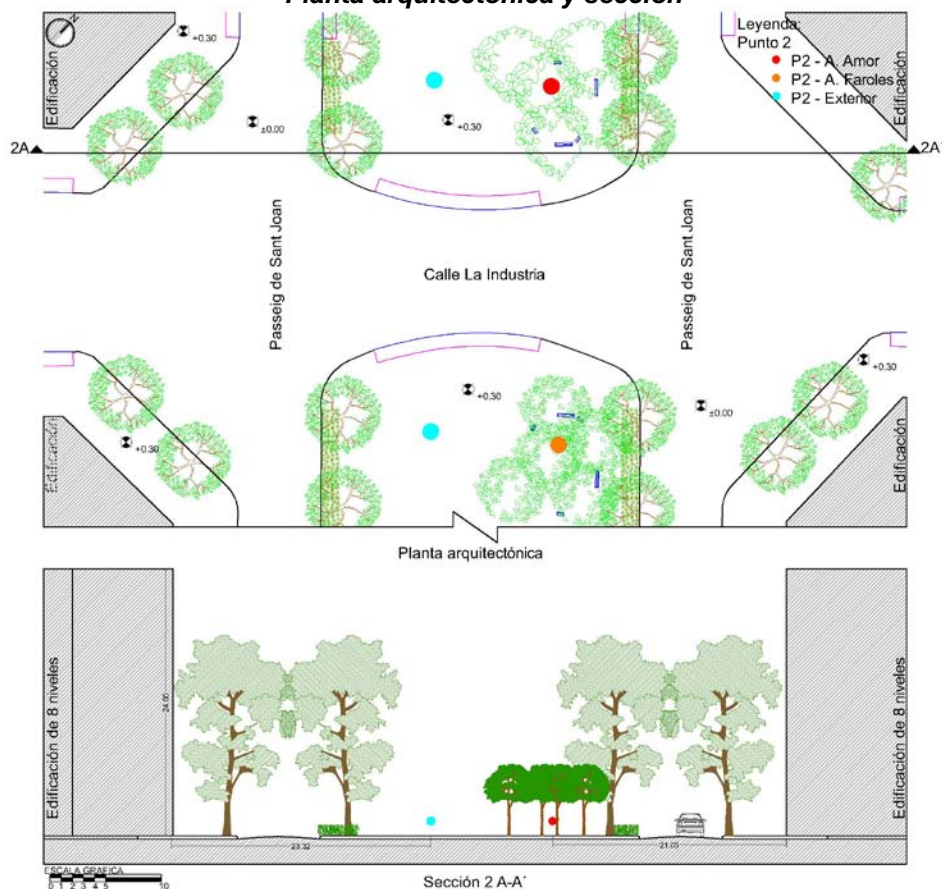 Planta arquitectónica y sección
N
Leyenda:
Punto 2
P2 - A. Amor
P2 - A. Faroles
P2 - Exterior
Edificación
+0.30
±0.00
+0.30
Edificación
2A
2A´
Passeig de Sant Joan
Calle La Industria
Passeig de Sant Joan
+0.30
+0.30
±0.00
+0.30
Edificación
Edificación
Planta arquitectónica
Edificación de 8 niveles
24.00
Edificación de 8 niveles
23.32
21.03
ESCALA GRAFICA
0 1 2 3 4 5 10
Sección 2 A-A´